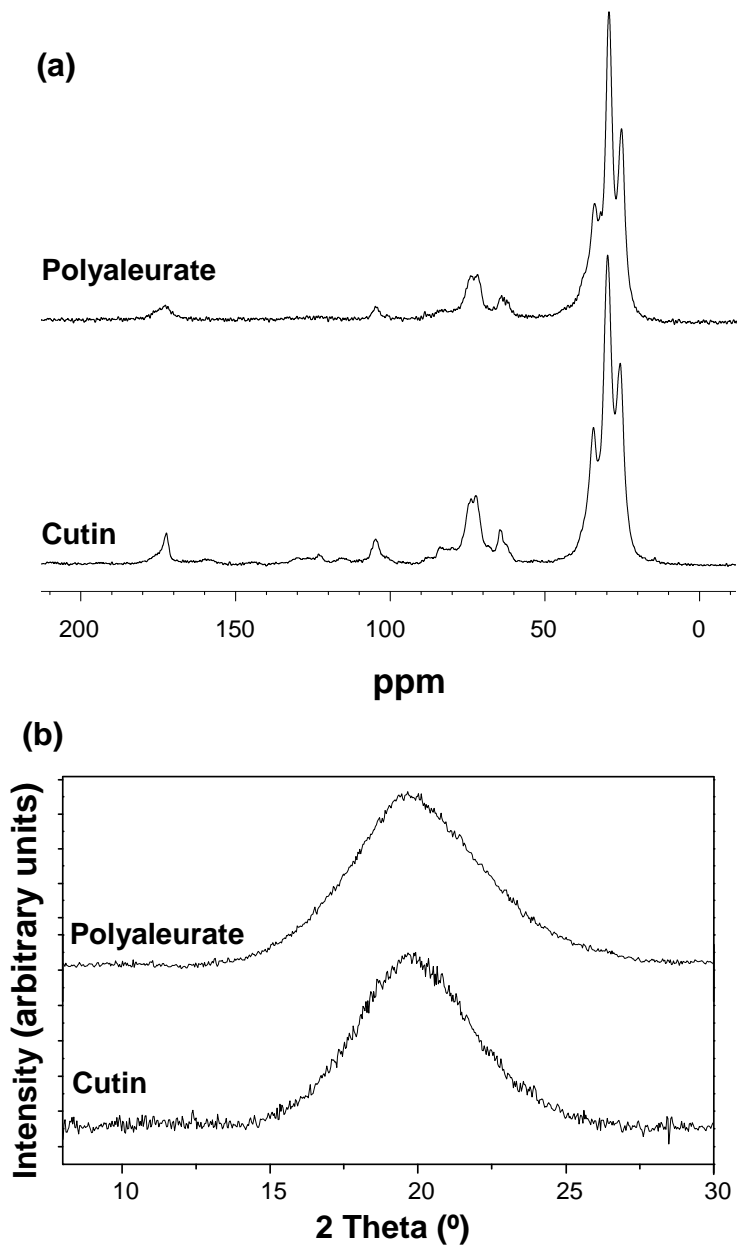 (a)
Polyaleurate
Cutin
200 150 100 50 0
ppm
(b)
Intensity (arbitrary units)
Polyaleurate
Cutin
10 15 20 25 30
2 Theta (º)